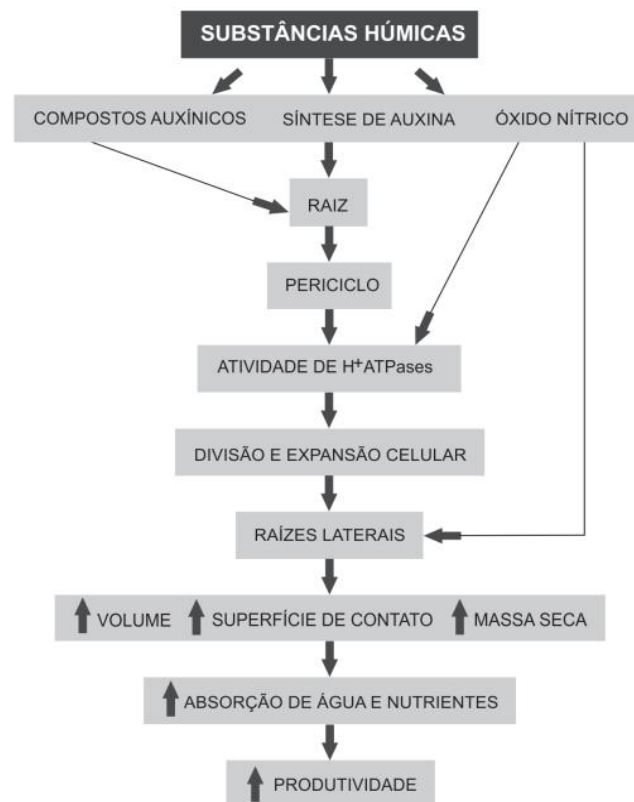 SUBSTÂNCIAS HÚMICAS
COMPOSTOS AUXÍNICOS
SÍNTESE DE AUXINA
ÓXIDO NÍTRICO
RAIZ
PERICICLO
ATIVIDADE DE H⁺ATPases
DIVISÃO E EXPANSÃO CELULAR
RAÍZES LATERAIS
VOLUME
SUPERFÍCIE DE CONTATO
MASSA SECA
ABSORÇÃO DE ÁGUA E NUTRIENTES
PRODUTIVIDADE